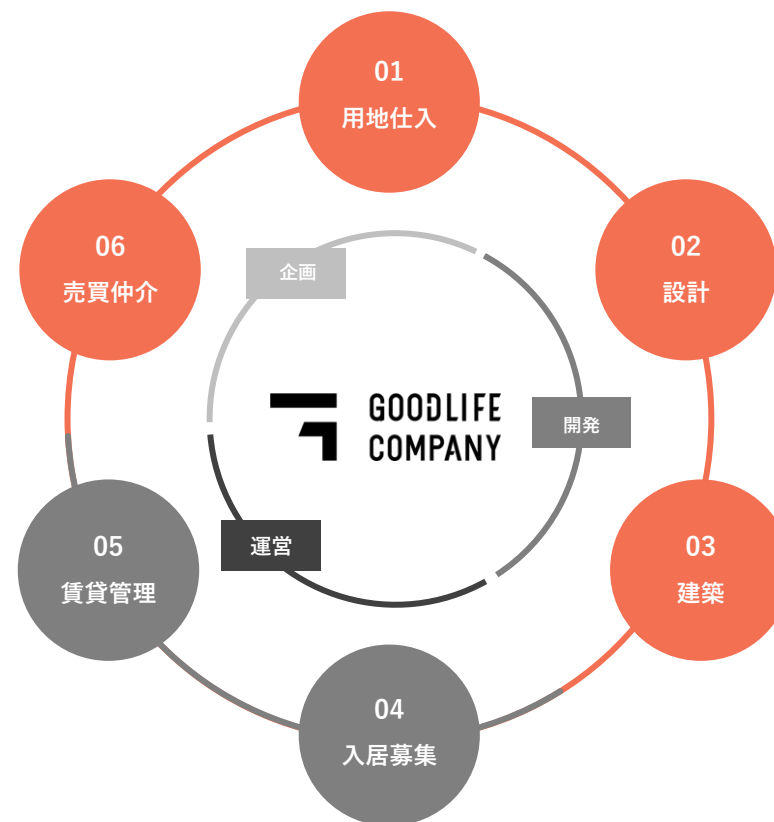 01
用地仕入
02
設計
03
建築
04
入居募集
05
賃貸管理
06
売買仲介
企画
開発
運営
GOODLIFE
COMPANY